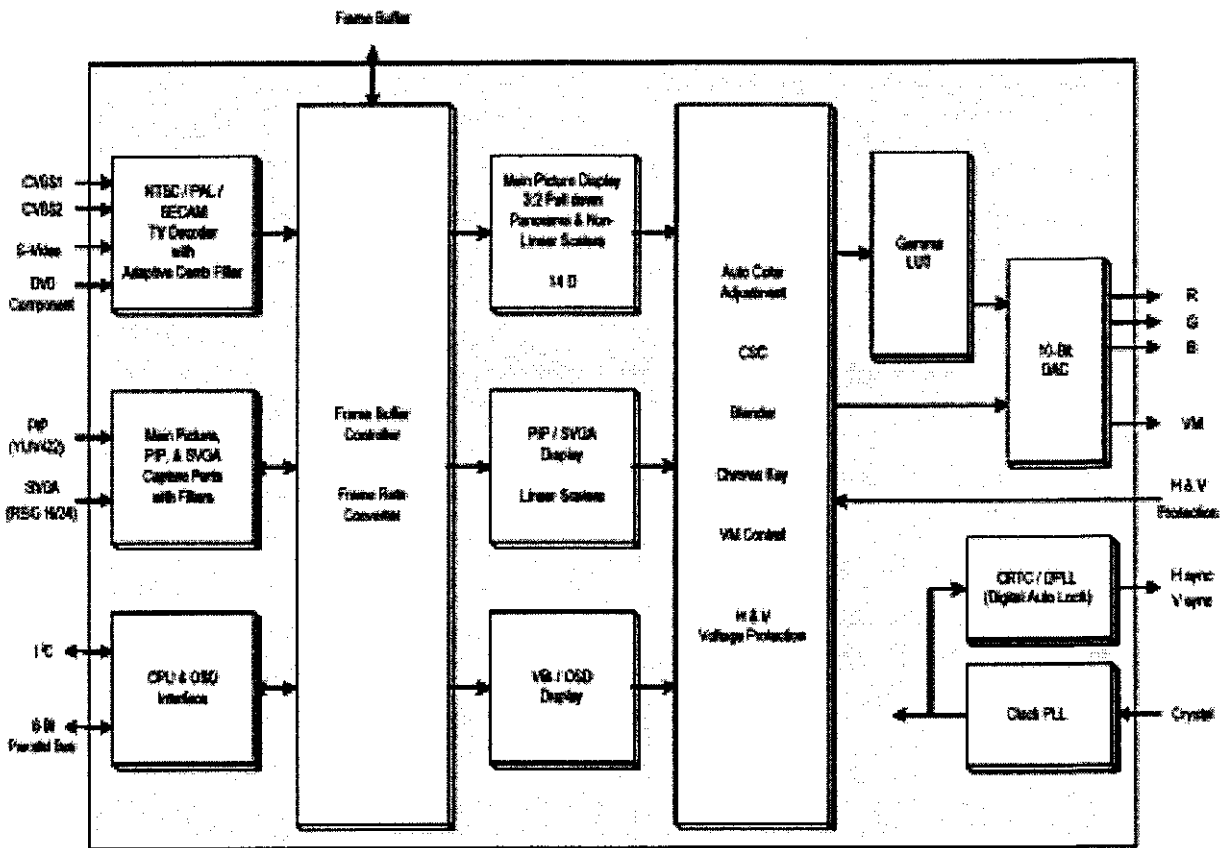 Frame Buffer
CVBS1
CVBS2
S-Video
DVD
Component
NTSC / PAL /
SECAM
TV Decoder
with
Adaptive Comb Filter
Main Picture Display
3:2 Pull down
Panorama & Non-
Linear Scalers
Gamma
Auto Color
Adjustment
CSC
Blender
Chroma Key
VM Control
H & V
Voltage Protection
10-Bit
DAC
R
G
B
VM
PIP
(YUV422)
SVGA
(RGB 16/24)
Main Picture,
PIP, & SVGA
Capture Ports
with Filters
Frame Buffer
Controller
Frame Rate
Converter
PIP / SVGA
Display
Linear Scalers
H & V
Protection
CRTC / DPLL
(Digital Auto Lock)
H sync
V sync
I²C
8-Bit
Parallel Bus
CPU & OSD
Interface
VBI / OSD
Display
Clock PLL
Crystal